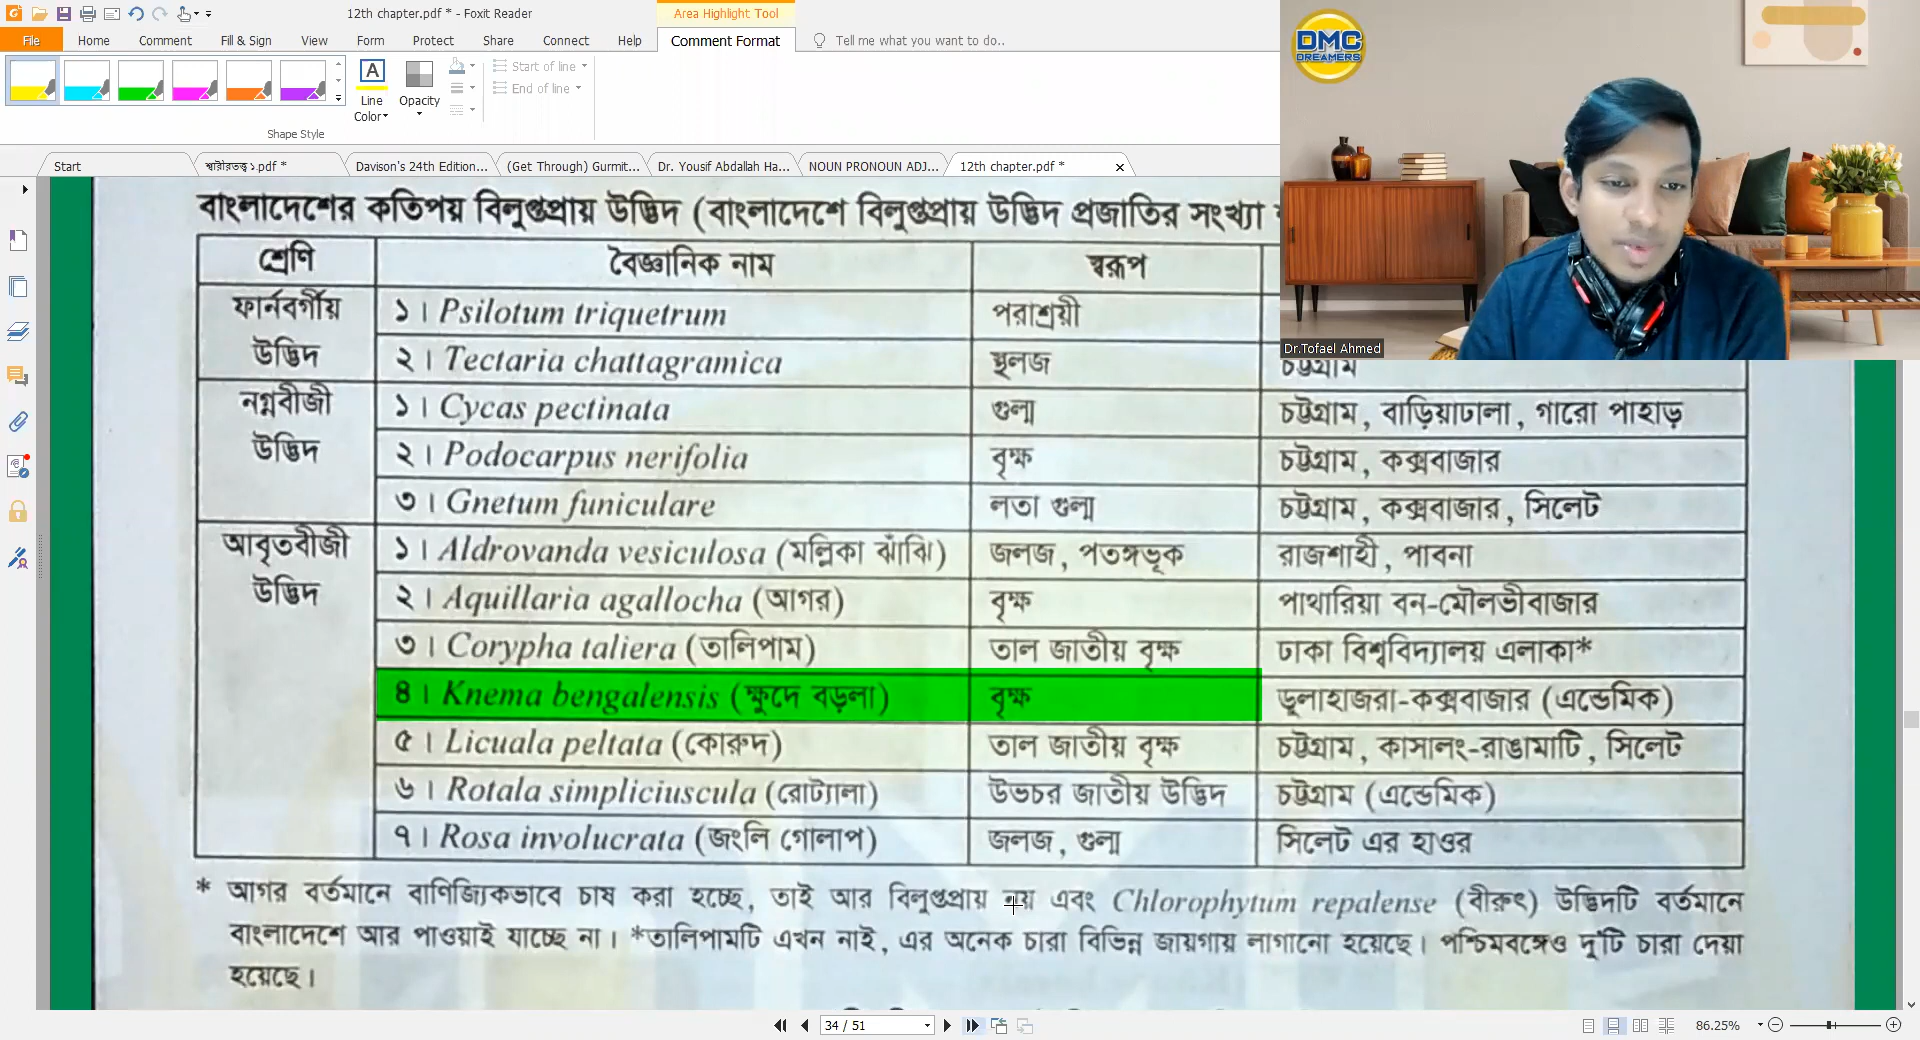 12th chapter.pdf * - Foxit Reader
Area Highlight Tool
File Home Comment Fill & Sign View Form Protect Share Connect Help Comment Format Tell me what you want to do..
Line Color
Opacity
Start of line
End of line
Shape Style
Start শারীরতত্ত্ব ১.pdf * Davison's 24th Edition... (Get Through) Gurmit... Dr. Yousif Abdallah Ha... NOUN PRONOUN ADJ... 12th chapter.pdf *
DMC
DREAMERS
Dr.Tofael Ahmed
বাংলাদেশের কতিপয় বিলুপ্তপ্রায় উদ্ভিদ (বাংলাদেশে বিলুপ্তপ্রায় উদ্ভিদ প্রজাতির সংখ্যা
শ্রেণি বৈজ্ঞানিক নাম স্বরূপ
ফার্নবর্গীয় উদ্ভিদ ১। Psilotum triquetrum পরাশ্রয়ী
২। Tectaria chattagramica স্থলজ চট্টগ্রাম
নগ্নবীজী উদ্ভিদ ১। Cycas pectinata গুল্ম চট্টগ্রাম, বাড়িয়াঢালা, গারো পাহাড়
২। Podocarpus nerifolia বৃক্ষ চট্টগ্রাম, কক্সবাজার
৩। Gnetum funiculare লতা গুল্ম চট্টগ্রাম, কক্সবাজার, সিলেট
আবৃতবীজী উদ্ভিদ ১। Aldrovanda vesiculosa (মল্লিকা ঝাঁঝি) জলজ, পতঙ্গভূক রাজশাহী, পাবনা
২। Aquillaria agallocha (আগর) বৃক্ষ পাথারিয়া বন-মৌলভীবাজার
৩। Corypha taliera (তালিপাম) তাল জাতীয় বৃক্ষ ঢাকা বিশ্ববিদ্যালয় এলাকা*
৪। Knema bengalensis (ক্ষুদে বড়লা) বৃক্ষ ডুলাহাজরা-কক্সবাজার (এন্ডেমিক)
৫। Licuala peltata (কোরুদ) তাল জাতীয় বৃক্ষ চট্টগ্রাম, কাসালং-রাঙামাটি, সিলেট
৬। Rotala simpliciuscula (রোট্যালা) উভচর জাতীয় উদ্ভিদ চট্টগ্রাম (এন্ডেমিক)
৭। Rosa involucrata (জংলি গোলাপ) জলজ, গুল্ম সিলেট এর হাওর
* আগর বর্তমানে বাণিজ্যিকভাবে চাষ করা হচ্ছে, তাই আর বিলুপ্তপ্রায় নয় এবং Chlorophytum repalense (বীরুৎ) উদ্ভিদটি বর্তমানে
বাংলাদেশে আর পাওয়াই যাচ্ছে না। *তালিপামটি এখন নাই, এর অনেক চারা বিভিন্ন জায়গায় লাগানো হয়েছে। পশ্চিমবঙ্গেও দু'টি চারা দেয়া
হয়েছে।
34 / 51
86.25%